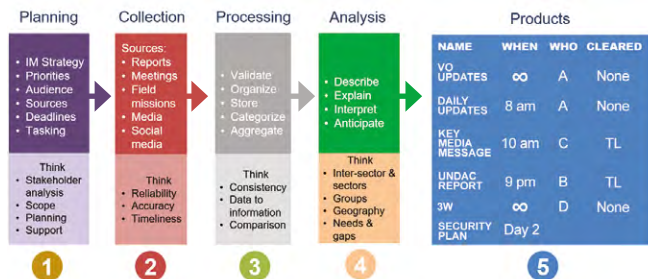 Planning
• IM Strategy
• Priorities
• Audience
• Sources
• Deadlines
• Tasking
Think
• Stakeholder
analysis
• Scope
• Planning
• Support
1
Collection
Sources:
• Reports
• Meetings
• Field
missions
• Media
• Social
media
Think
• Reliability
• Accuracy
• Timeliness
2
Processing
• Validate
• Organize
• Store
• Categorize
• Aggregate
Think
• Consistency
• Data to
information
• Comparison
3
Analysis
• Describe
• Explain
• Interpret
• Anticipate
Think
• Inter-sector &
sectors
• Groups
• Geography
• Needs &
gaps
4
Products
NAME WHEN WHO CLEARED
VO
UPDATES ∞ A None
DAILY
UPDATES 8 am A None
KEY
MEDIA
MESSAGE 10 am C TL
UNDAC
REPORT 9 pm B TL
3W ∞ D None
SECURITY
PLAN Day 2
5